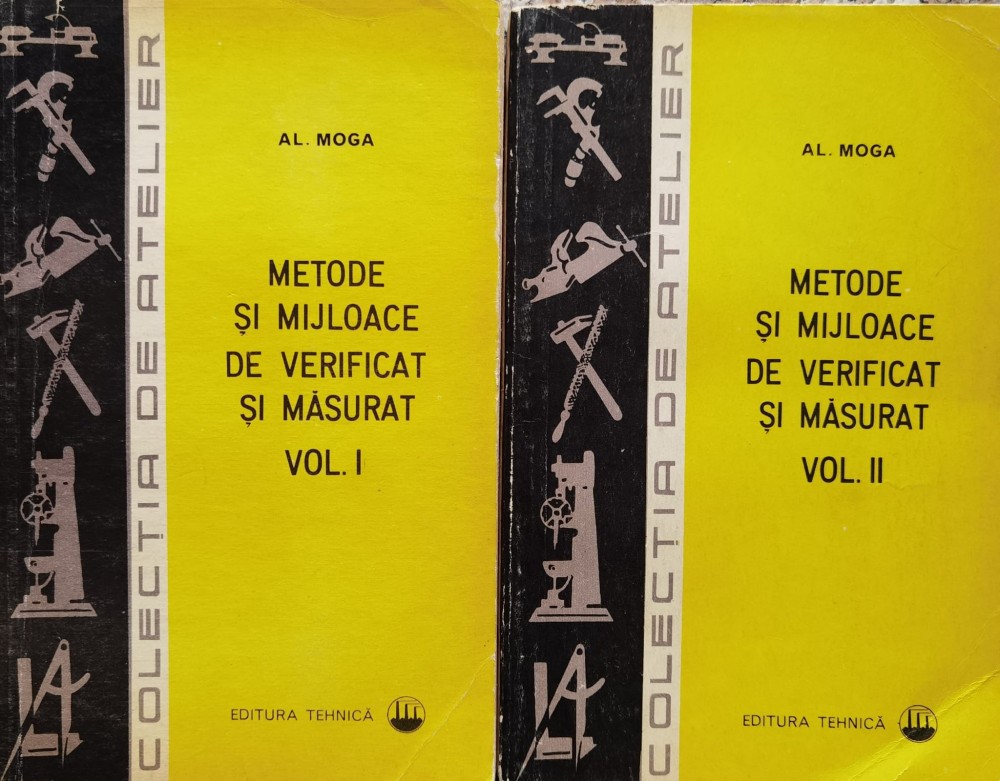 COLECȚIA DE ATELIER
AL. MOGA
METODE
ȘI MIJLOACE
DE VERIFICAT
ȘI MĂSURAT
VOL. I
EDITURA TEHNICĂ
COLECȚIA DE ATELIER
AL. MOGA
METODE
ȘI MIJLOACE
DE VERIFICAT
ȘI MĂSURAT
VOL. II
EDITURA TEHNICĂ